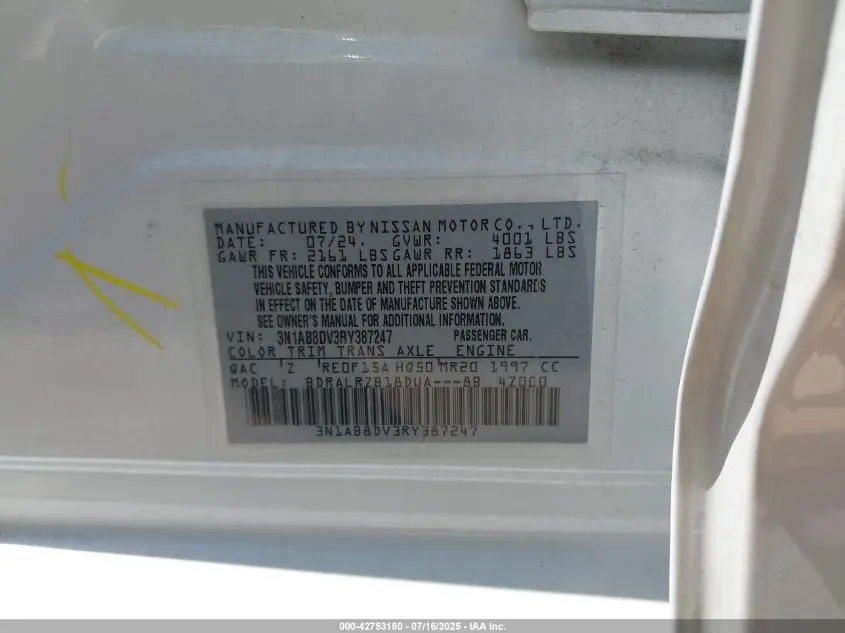 MANUFACTURED BY NISSAN MOTOR CO., LTD.
DATE: 07/24. GVWR: 4001 LBS
GAWR FR: 2161 LBS GAWR RR: 1863 LBS
THIS VEHICLE CONFORMS TO ALL APPLICABLE FEDERAL MOTOR
VEHICLE SAFETY, BUMPER AND THEFT PREVENTION STANDARDS
IN EFFECT ON THE DATE OF MANUFACTURE SHOWN ABOVE.
SEE OWNER'S MANUAL FOR ADDITIONAL INFORMATION.
VIN: 3N1AB8DV3RY387247 PASSENGER CAR.
COLOR TRIM TRANS AXLE ENGINE
QAC Z RE0F15A HQ50 MR20 1997 CC
MODEL: BDRALRZB18DUA---8B 4Z000
3N1AB8DV3RY387247
000-42753180 - 07/16/2025 - IAA Inc.